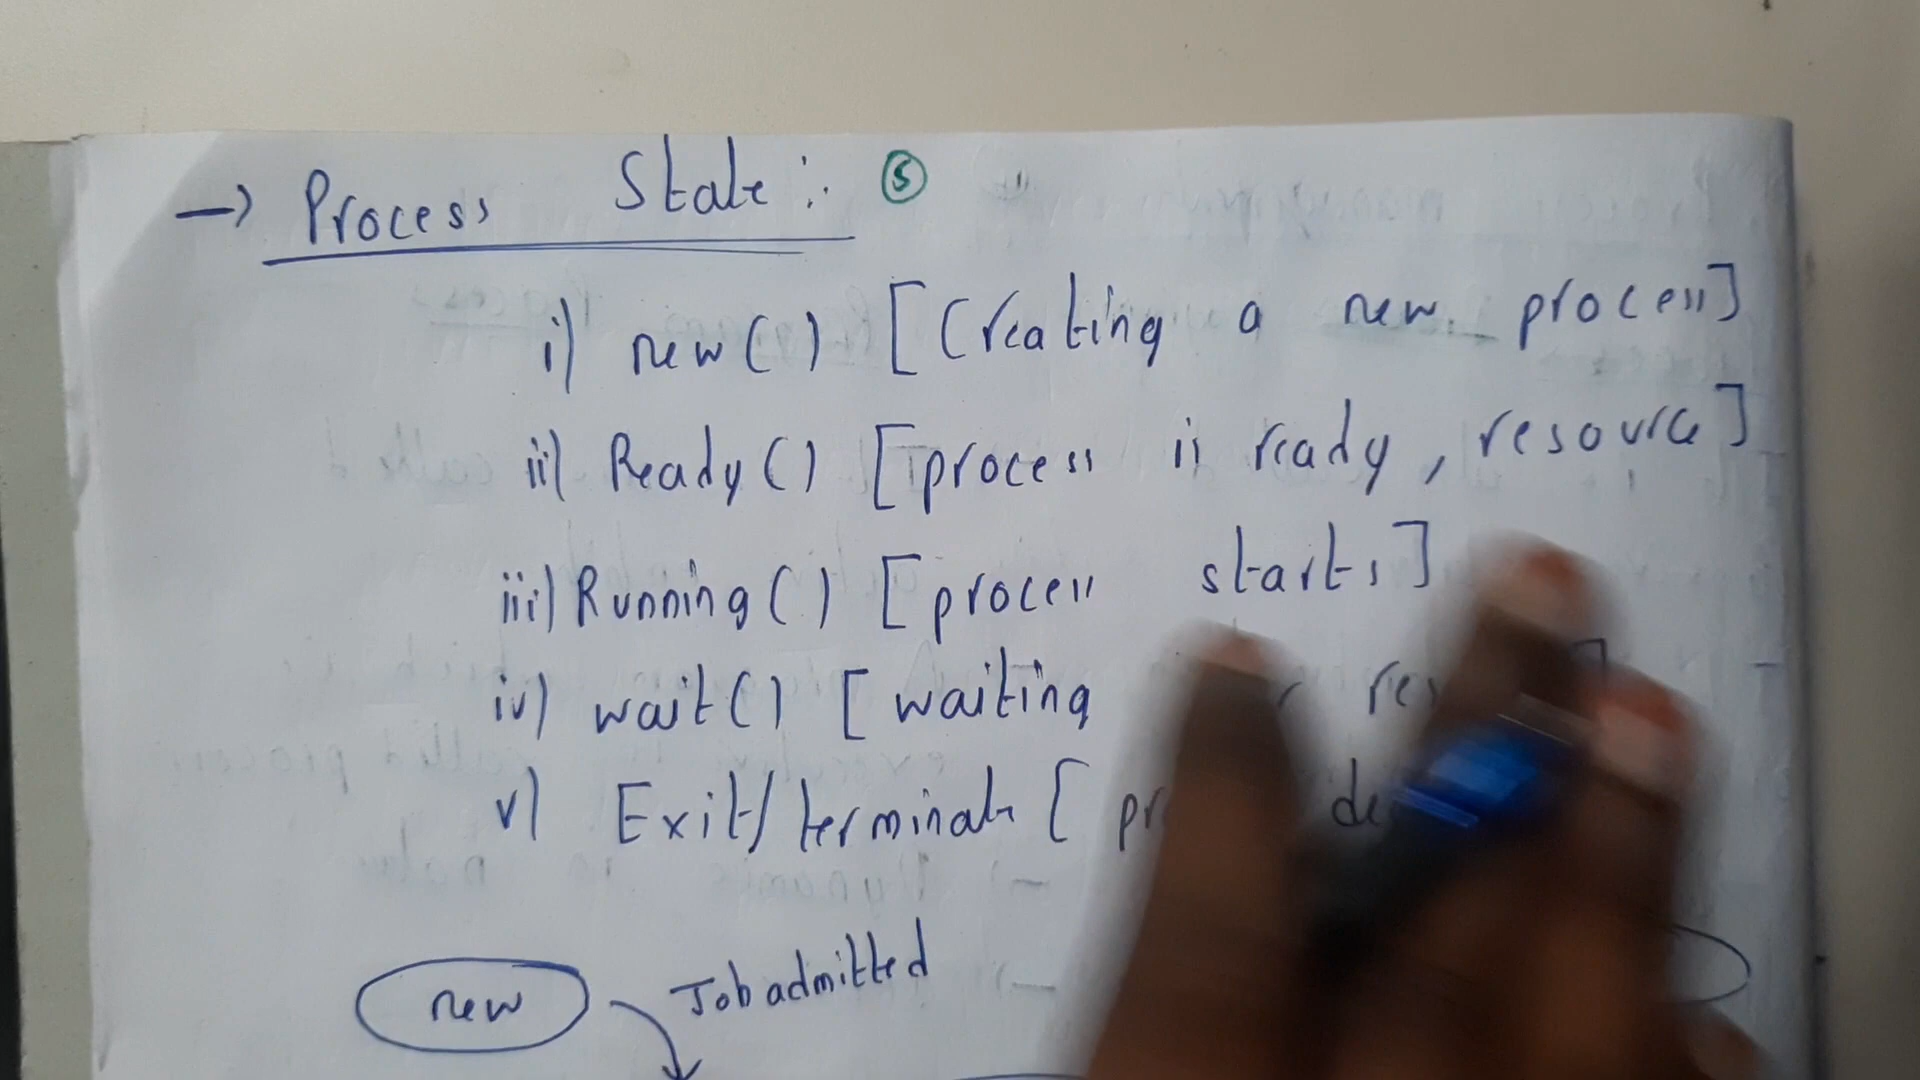 → Process State: 5
i) new() [Creating a new process]
ii) Ready() [process is ready, resource]
iii) Running() [process starts]
iv) wait() [waiting
v) Exit/terminate [
new Job admitted